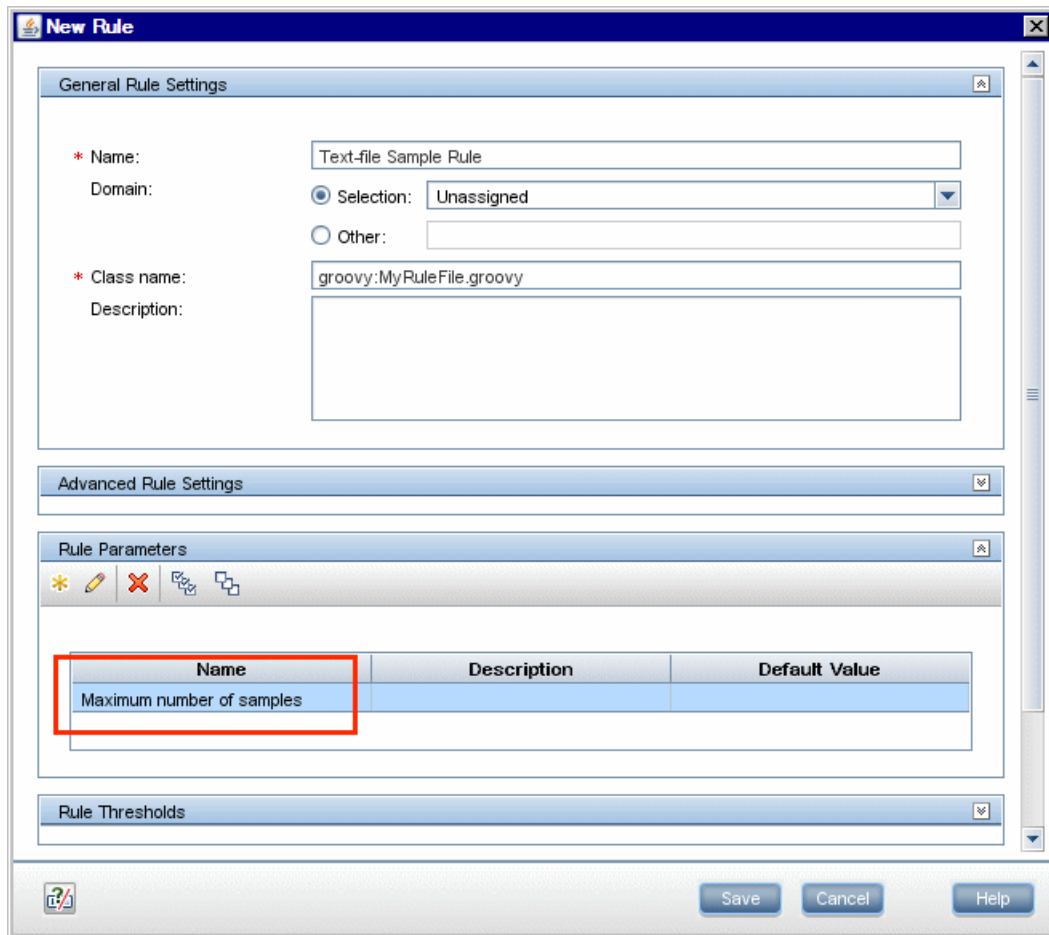 New Rule
General Rule Settings
* Name: Text-file Sample Rule
Domain: Selection: Unassigned
Other:
* Class name: groovy:MyRuleFile.groovy
Description:
Advanced Rule Settings
Rule Parameters
Name Description Default Value
Maximum number of samples
Rule Thresholds
Save Cancel Help